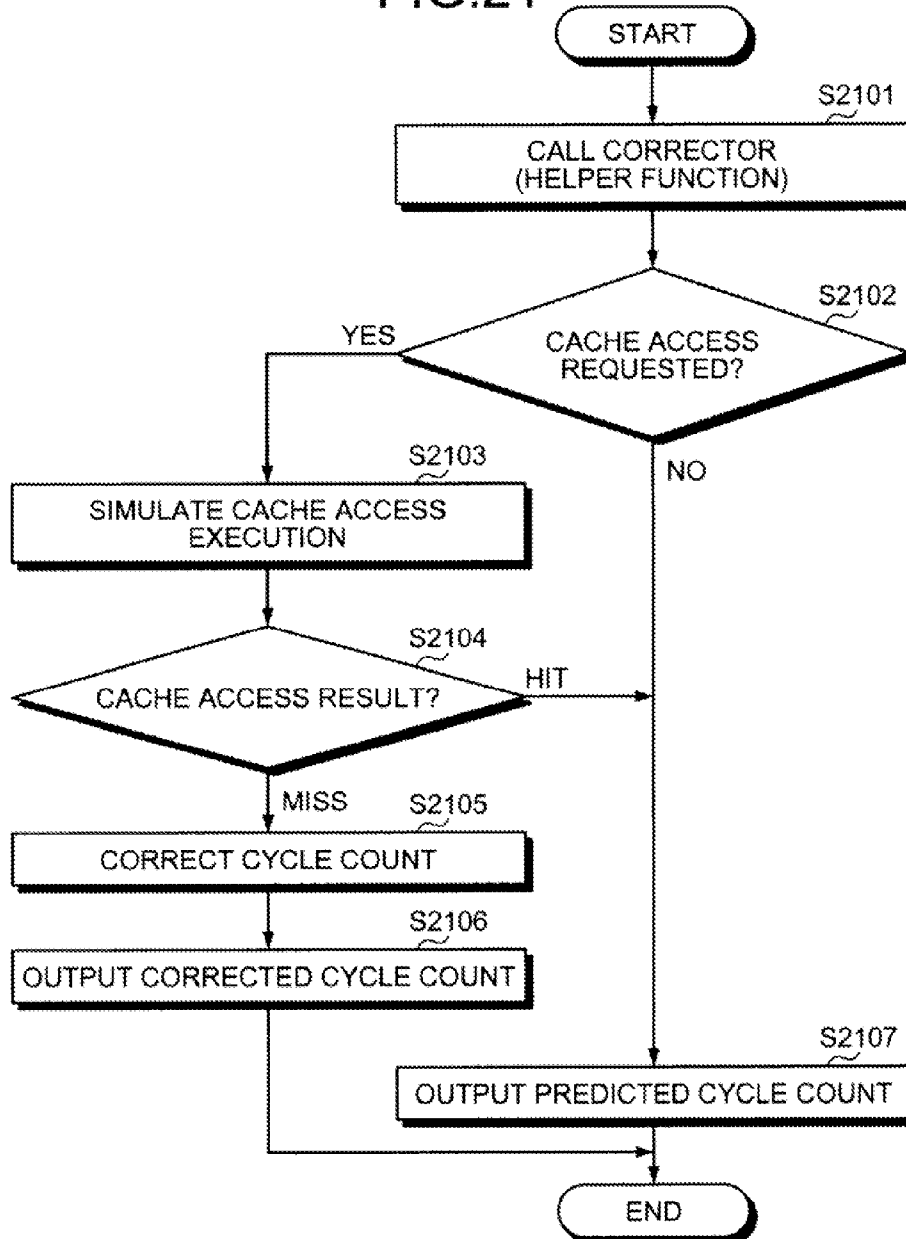 FIG.21
START
S2101
CALL CORRECTOR
(HELPER FUNCTION)
S2102
YES
CACHE ACCESS
REQUESTED?
S2103
NO
SIMULATE CACHE ACCESS
EXECUTION
S2104
HIT
CACHE ACCESS RESULT?
MISS
S2105
CORRECT CYCLE COUNT
S2106
OUTPUT CORRECTED CYCLE COUNT
S2107
OUTPUT PREDICTED CYCLE COUNT
END